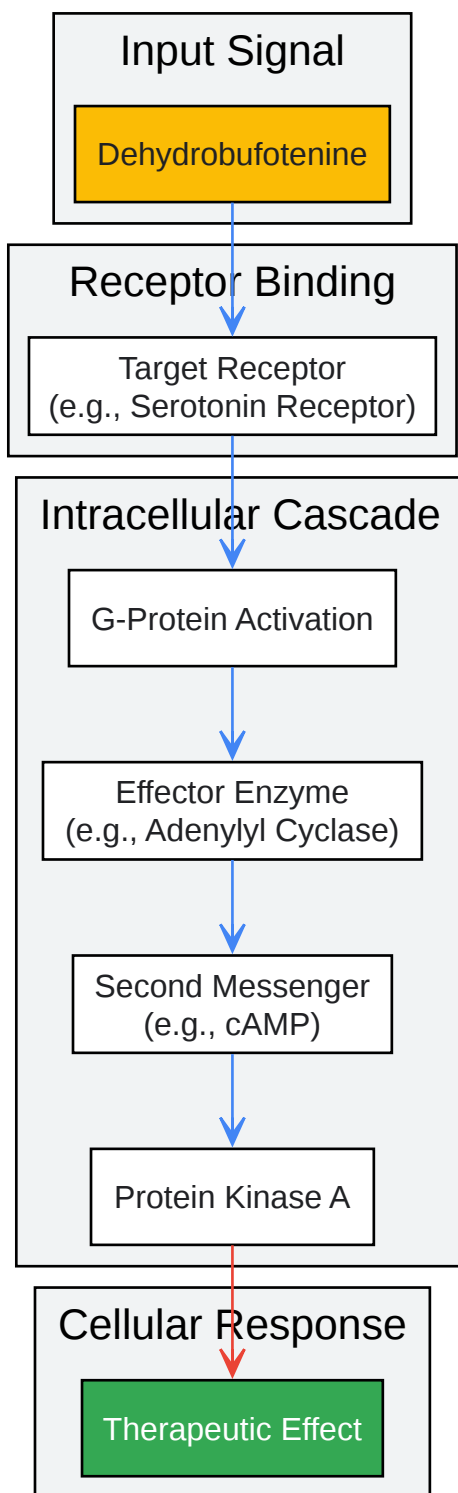 Input Signal
Dehydrobufotenine
Receptor Binding
Target Receptor
(e.g., Serotonin Receptor)
Intracellular Cascade
G-Protein Activation
Effector Enzyme
(e.g., Adenylyl Cyclase)
Second Messenger
(e.g., cAMP)
Protein Kinase A
Cellular Response
Therapeutic Effect